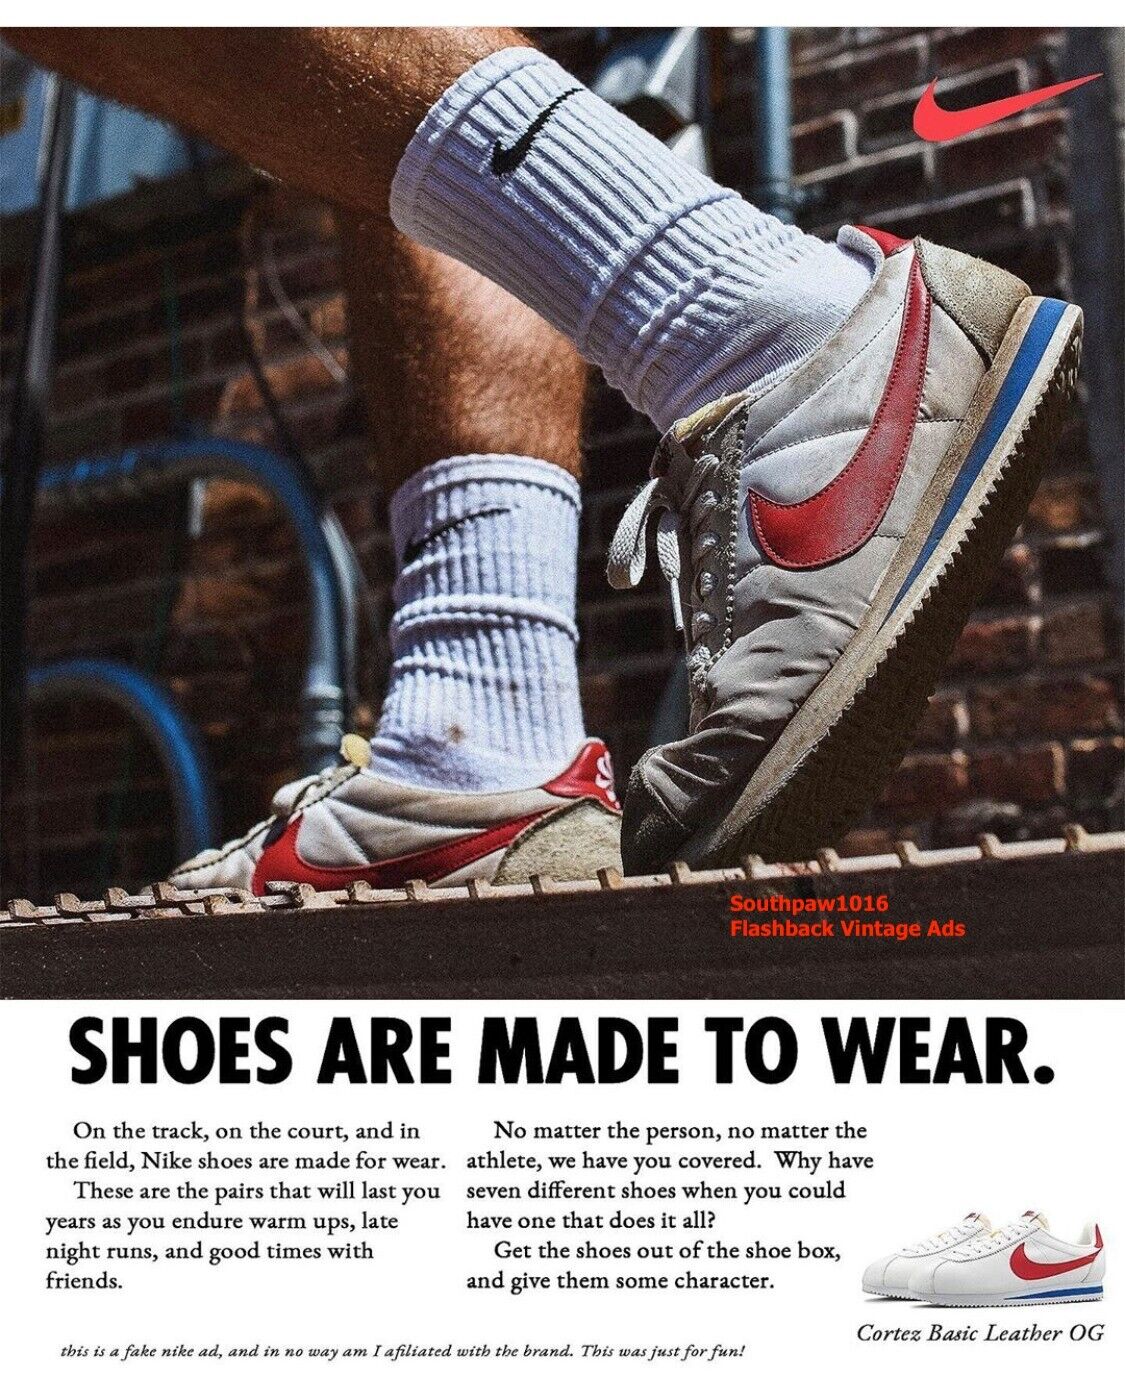 Southpaw1016
Flashback Vintage Ads
SHOES ARE MADE TO WEAR.
On the track, on the court, and in
the field, Nike shoes are made for wear.
These are the pairs that will last you
years as you endure warm ups, late
night runs, and good times with
friends.
No matter the person, no matter the
athlete, we have you covered. Why have
seven different shoes when you could
have one that does it all?
Get the shoes out of the shoe box,
and give them some character.
Cortez Basic Leather OG
this is a fake nike ad, and in no way am I afiliated with the brand. This was just for fun!